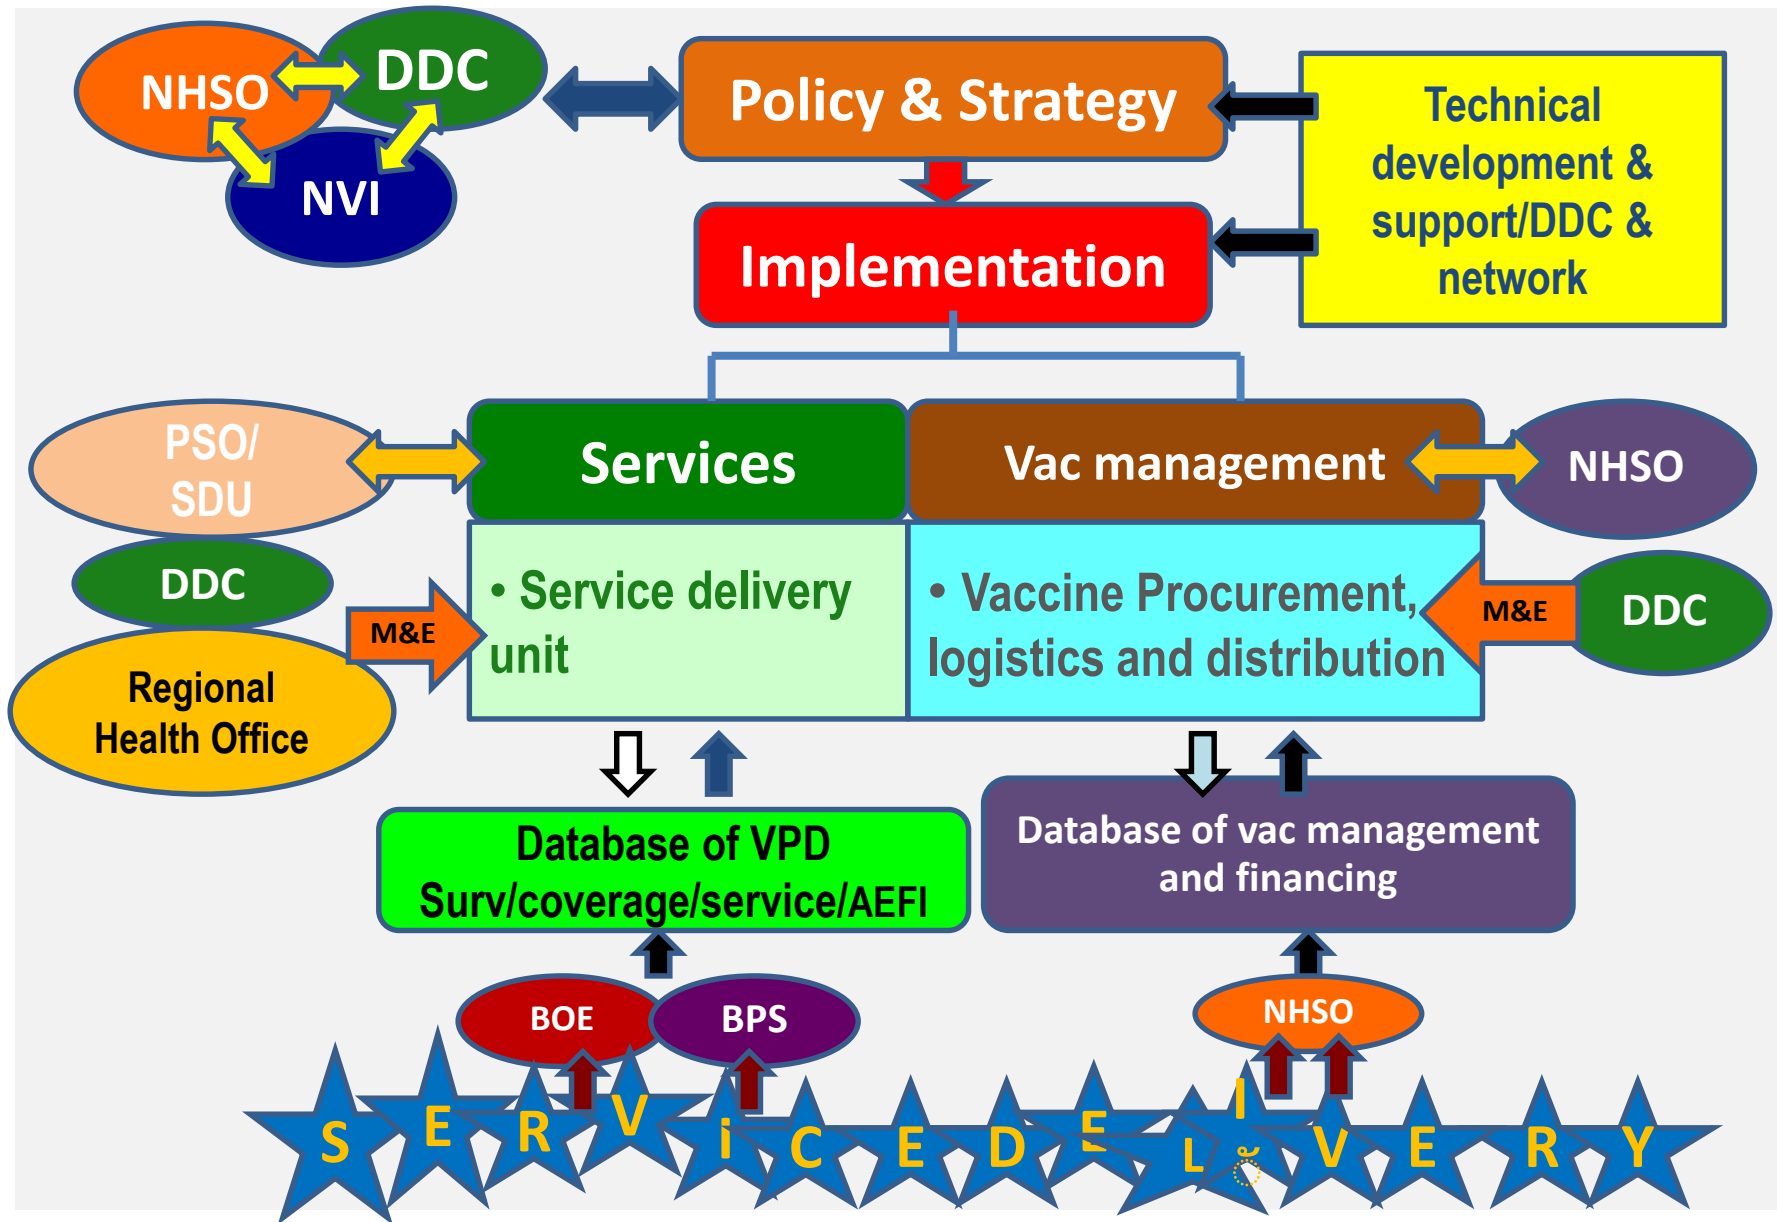 NHSO
DDC
NVI
Policy & Strategy
Technical
development &
support/DDC &
network
Implementation
PSO/
SDU
Services
Vac management
NHSO
DDC
Regional
Health Office
M&E
• Service delivery
unit
• Vaccine Procurement,
logistics and distribution
M&E
DDC
Database of VPD
Surv/coverage/service/AEFI
Database of vac management
and financing
BOE
BPS
NHSO
S E R V i C E D E L I V E R Y